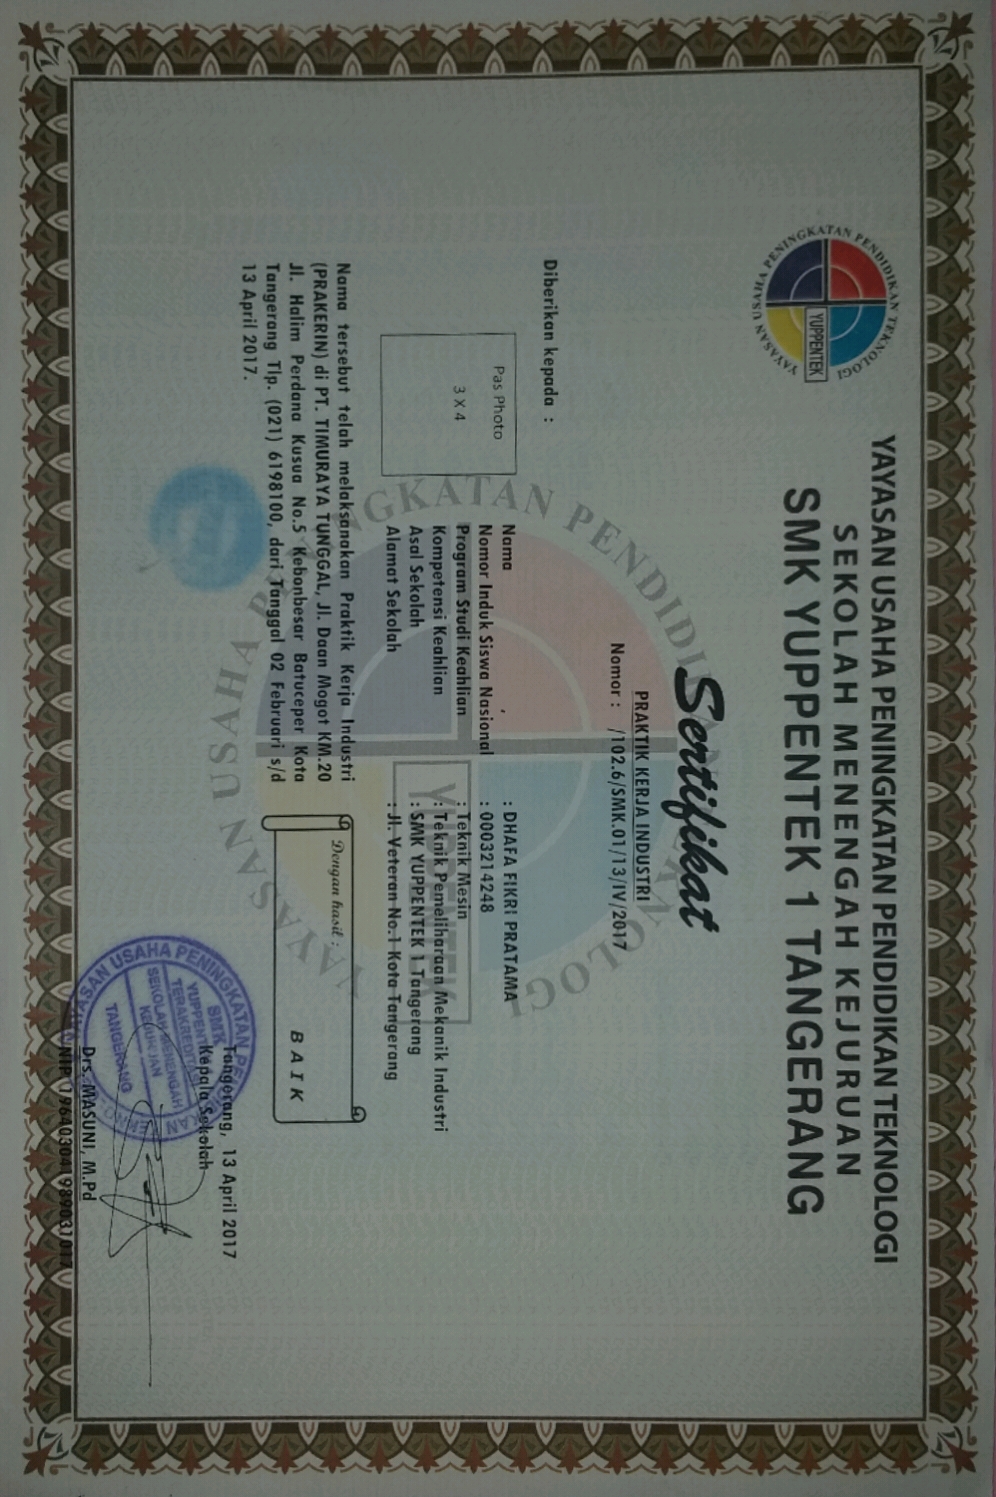 YAYASAN USAHA PENINGKATAN PENDIDIKAN TEKNOLOGI
YUPPENTEK
YAYASAN USAHA PENINGKATAN PENDIDIKAN TEKNOLOGI
SEKOLAH MENENGAH KEJURUAN
SMK YUPPENTEK 1 TANGERANG
Sertifikat
PRAKTIK KERJA INDUSTRI
Nomor : /102.6/SMK.01/13/IV/2017
Diberikan kepada :
Pas Photo
3 X 4
Nama : DHAFA FIKRI PRATAMA
Nomor Induk Siswa Nasional : 0003214248
Program Studi Keahlian : Teknik Mesin
Kompetensi Keahlian : Teknik Pemeliharaan Mekanik Industri
Asal Sekolah : SMK YUPPENTEK 1 Tangerang
Alamat Sekolah : Jl. Veteran No.1 Kota Tangerang
Nama tersebut telah melaksanakan Praktik Kerja Industri
(PRAKERIN) di PT. TIMURAYA TUNGGAL, Jl. Daan Mogot KM.20
Jl. Halim Perdana Kusua No.5 Kebonbesar Batuceper Kota
Tangerang Tlp. (021) 6198100, dari Tanggal 02 Februari s/d
13 April 2017.
Dengan hasil :
BAIK
Tangerang, 13 April 2017
Kepala Sekolah
SMK
YUPPENTEK
TERAKREDITASI
SEKOLAH MENENGAH
KEJURUAN
TANGERANG
Drs. MASUNI, M.Pd
NIP. 196403041989031017